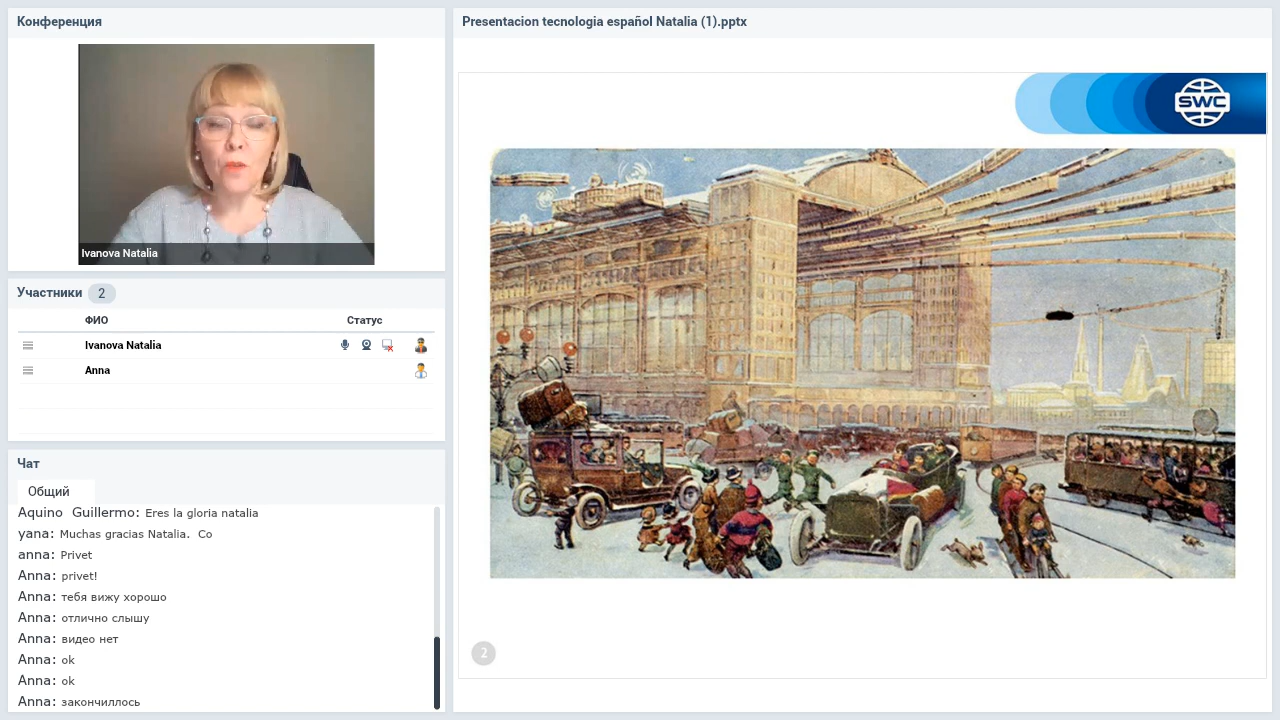 Конференция
Ivanova Natalia
Участники 2
ФИО Статус
Ivanova Natalia
Anna
Чат
Общий
Aquino Guillermo: Eres la gloria natalia
yana: Muchas gracias Natalia. Co
anna: Privet
Anna: privet!
Anna: тебя вижу хорошо
Anna: отлично слышу
Anna: видео нет
Anna: ok
Anna: ok
Anna: закончиллось
Presentacion tecnologia español Natalia (1).pptx
SWC
2